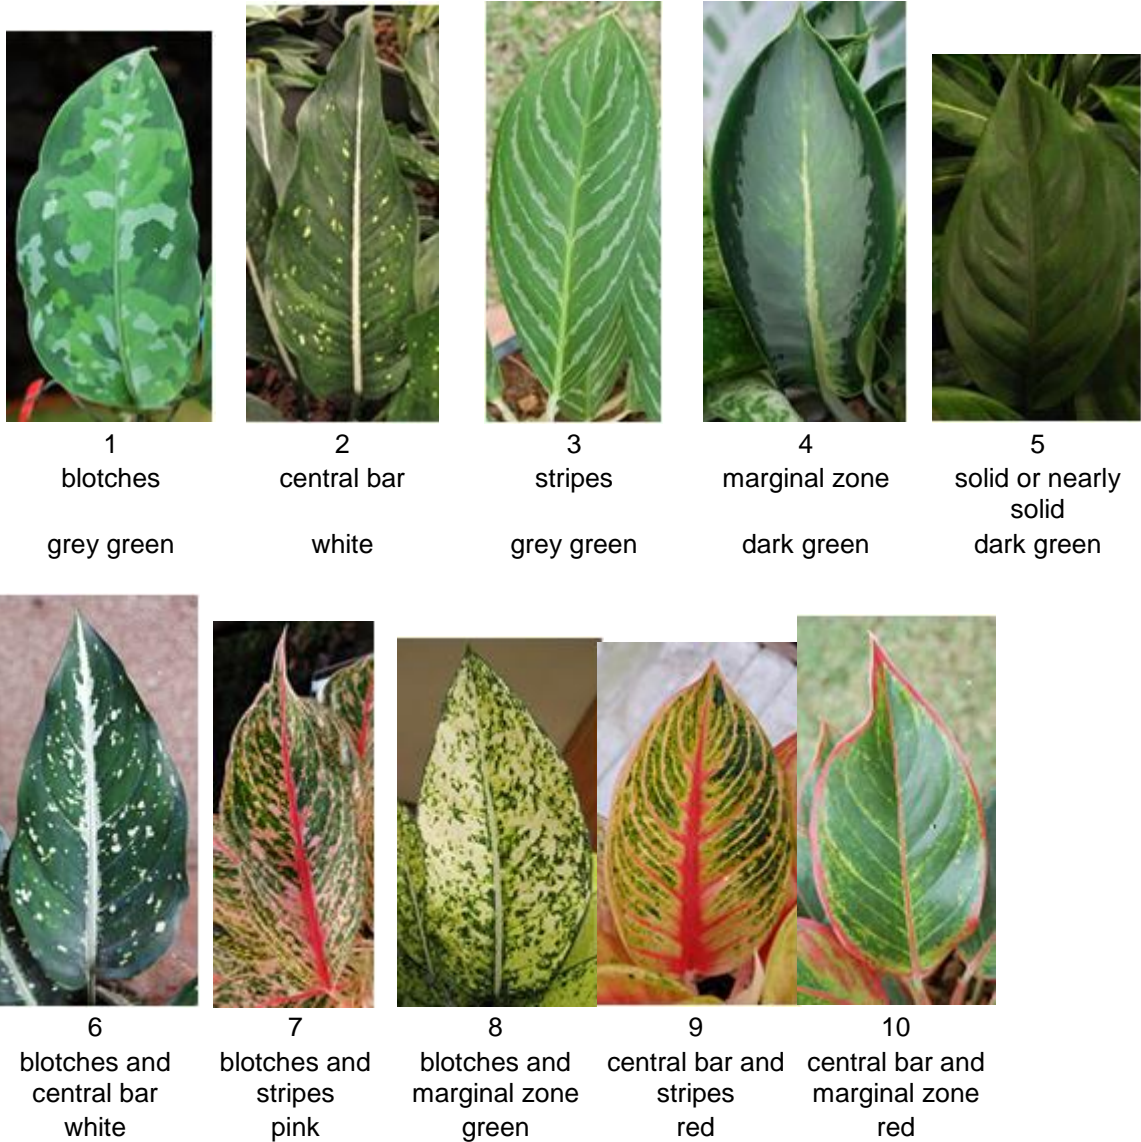 1
blotches
grey green
2
central bar
white
3
stripes
grey green
4
marginal zone
dark green
5
solid or nearly
solid
dark green
6
blotches and
central bar
white
7
blotches and
stripes
pink
8
blotches and
marginal zone
green
9
central bar and
stripes
red
10
central bar and
marginal zone
red